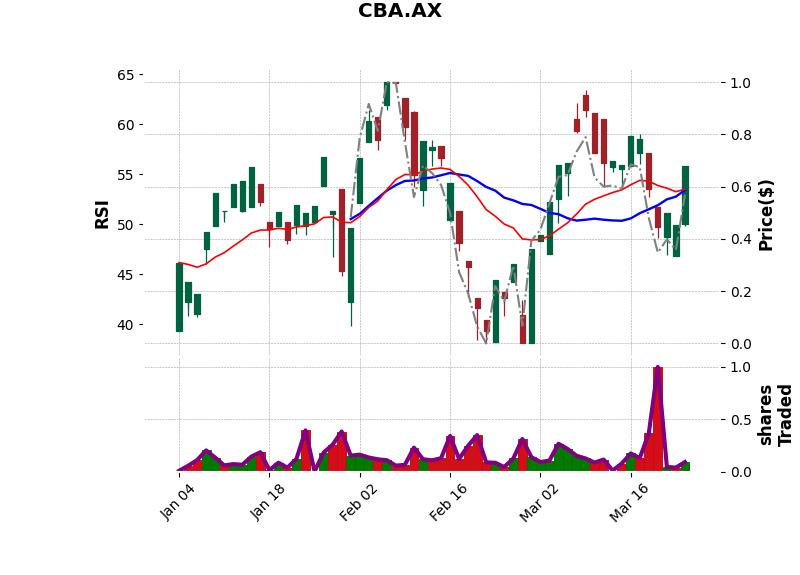 CBA.AX
65
60
55
50
45
40
RSI
1.0
0.8
0.6
0.4
0.2
0.0
Price($)
1.0
0.5
0.0
shares
Traded
Jan 04
Jan 18
Feb 02
Feb 16
Mar 02
Mar 16